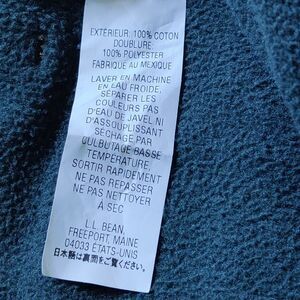 EXTÉRIEUR, 100% COTON
DOUBLURE,
100% POLYESTER
FABRIQUÉ AU MEXIQUE
LAVER EN MACHINE
EN EAU FROIDE,
SÉPARER LES
COULEURS PAS
D'EAU DE JAVEL NI
D'ASSOUPLISSANT
SÉCHAGE PAR
CULBUTAGE BASSE
TEMPÉRATURE,
SORTIR RAPIDEMENT
NE PAS REPASSER
NE PAS NETTOYER
À SEC
L.L. BEAN,
FREEPORT, MAINE
04033 ÉTATS-UNIS
日本語は裏面をご覧ください。